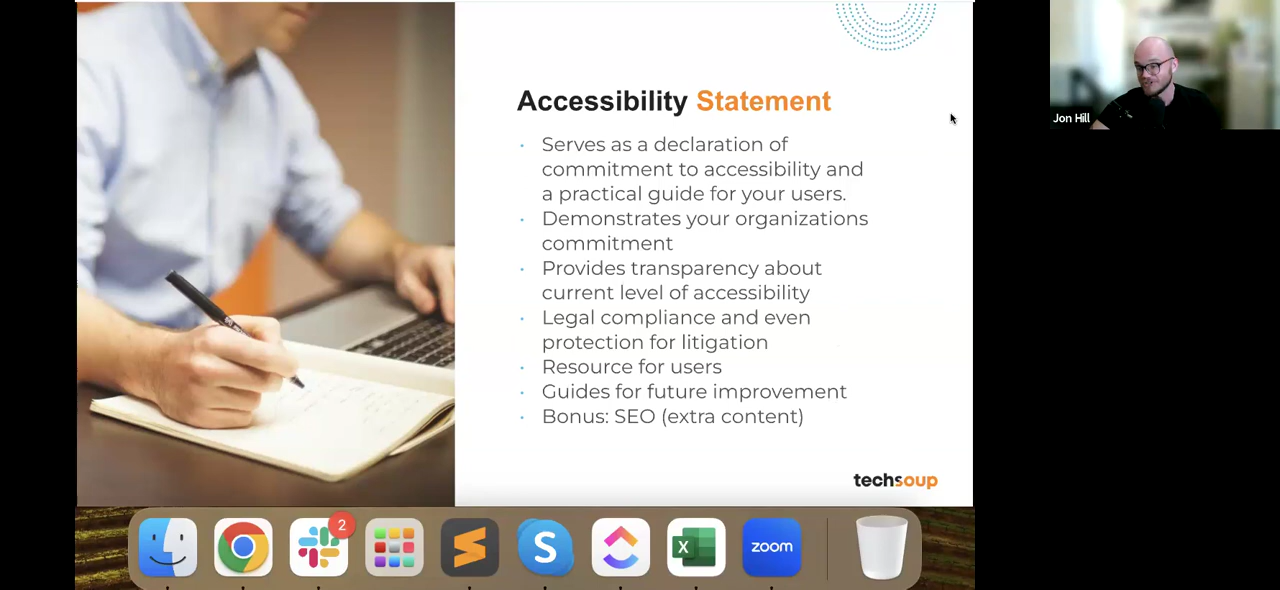 Accessibility Statement
• Serves as a declaration of
commitment to accessibility and
a practical guide for your users.
• Demonstrates your organizations
commitment
• Provides transparency about
current level of accessibility
• Legal compliance and even
protection for litigation
• Resource for users
• Guides for future improvement
• Bonus: SEO (extra content)
techsoup
Jon Hill
2
S
X
zoom